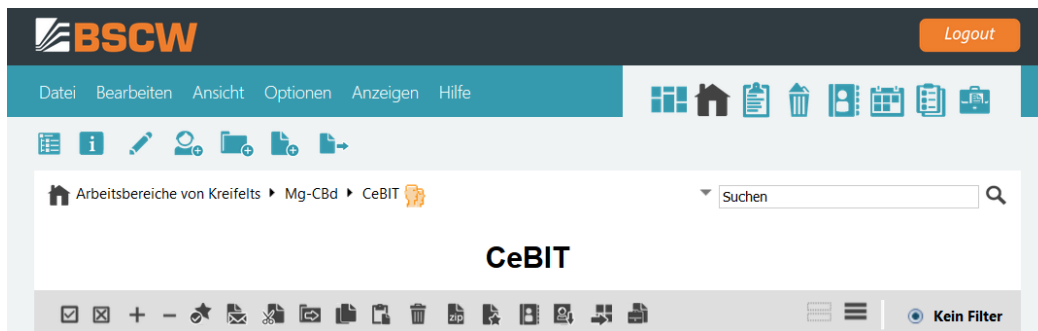 BSCW
Logout
Datei Bearbeiten Ansicht Optionen Anzeigen Hilfe
Arbeitsbereiche von Kreifelts Mg-CBd CeBIT
Suchen
CeBIT
zip
Kein Filter